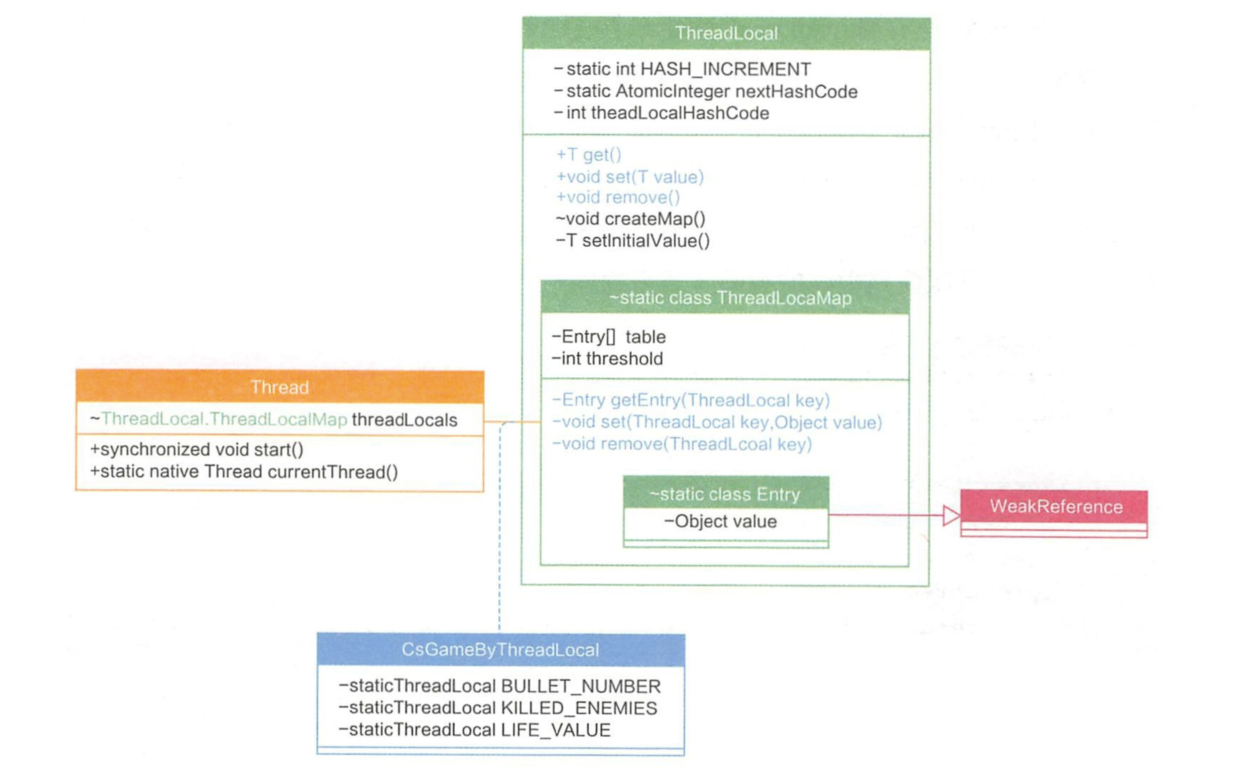 ThreadLocal
−static int HASH_INCREMENT
−static AtomicInteger nextHashCode
−int theadLocalHashCode
+T get()
+void set(T value)
+void remove()
~void createMap()
−T setInitialValue()
~static class ThreadLocaMap
−Entry[] table
−int threshold
−Entry getEntry(ThreadLocal key)
−void set(ThreadLocal key,Object value)
−void remove(ThreadLcoal key)
~static class Entry
−Object value
WeakReference
Thread
~ThreadLocal.ThreadLocalMap threadLocals
+synchronized void start()
+static native Thread currentThread()
CsGameByThreadLocal
−staticThreadLocal BULLET_NUMBER
−staticThreadLocal KILLED_ENEMIES
−staticThreadLocal LIFE_VALUE